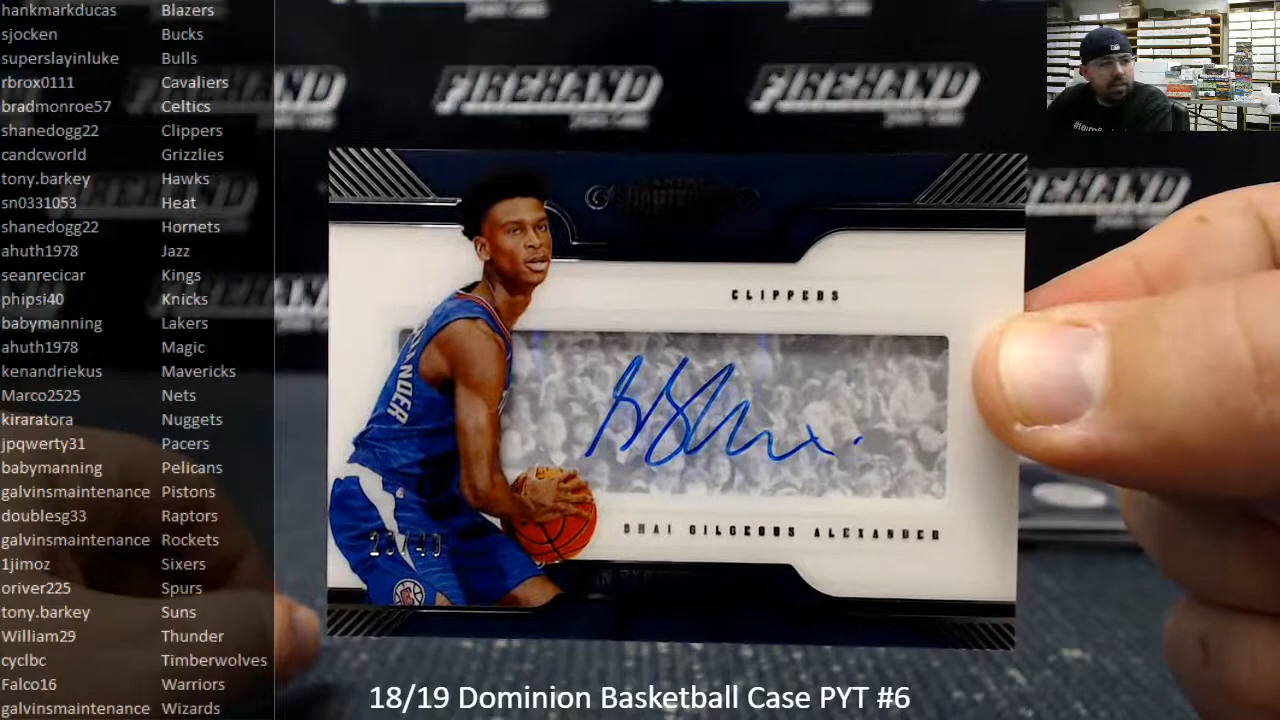 hankmarkducas Blazers
sjocken Bucks
superslayinluke Bulls
rbrox0111 Cavaliers
bradmonroe57 Celtics
shanedogg22 Clippers
candcworld Grizzlies
tony.barkey Hawks
sn0331053 Heat
shanedogg22 Hornets
ahuth1978 Jazz
seanrecicar Kings
phipsi40 Knicks
babymanning Lakers
ahuth1978 Magic
kenandriekus Mavericks
Marco2525 Nets
kiraratora Nuggets
jpqwerty31 Pacers
babymanning Pelicans
galvinsmaintenance Pistons
doublesg33 Raptors
galvinsmaintenance Rockets
1jimoz Sixers
oriver225 Spurs
tony.barkey Suns
William29 Thunder
cyclbc Timberwolves
Falco16 Warriors
galvinsmaintenance Wizards
FIREHAND FIREHAND FIREHAND
FIREHAND
CLIPPERS
SHAI GILGEOUS ALEXANDER
18/19 Dominion Basketball Case PYT #6